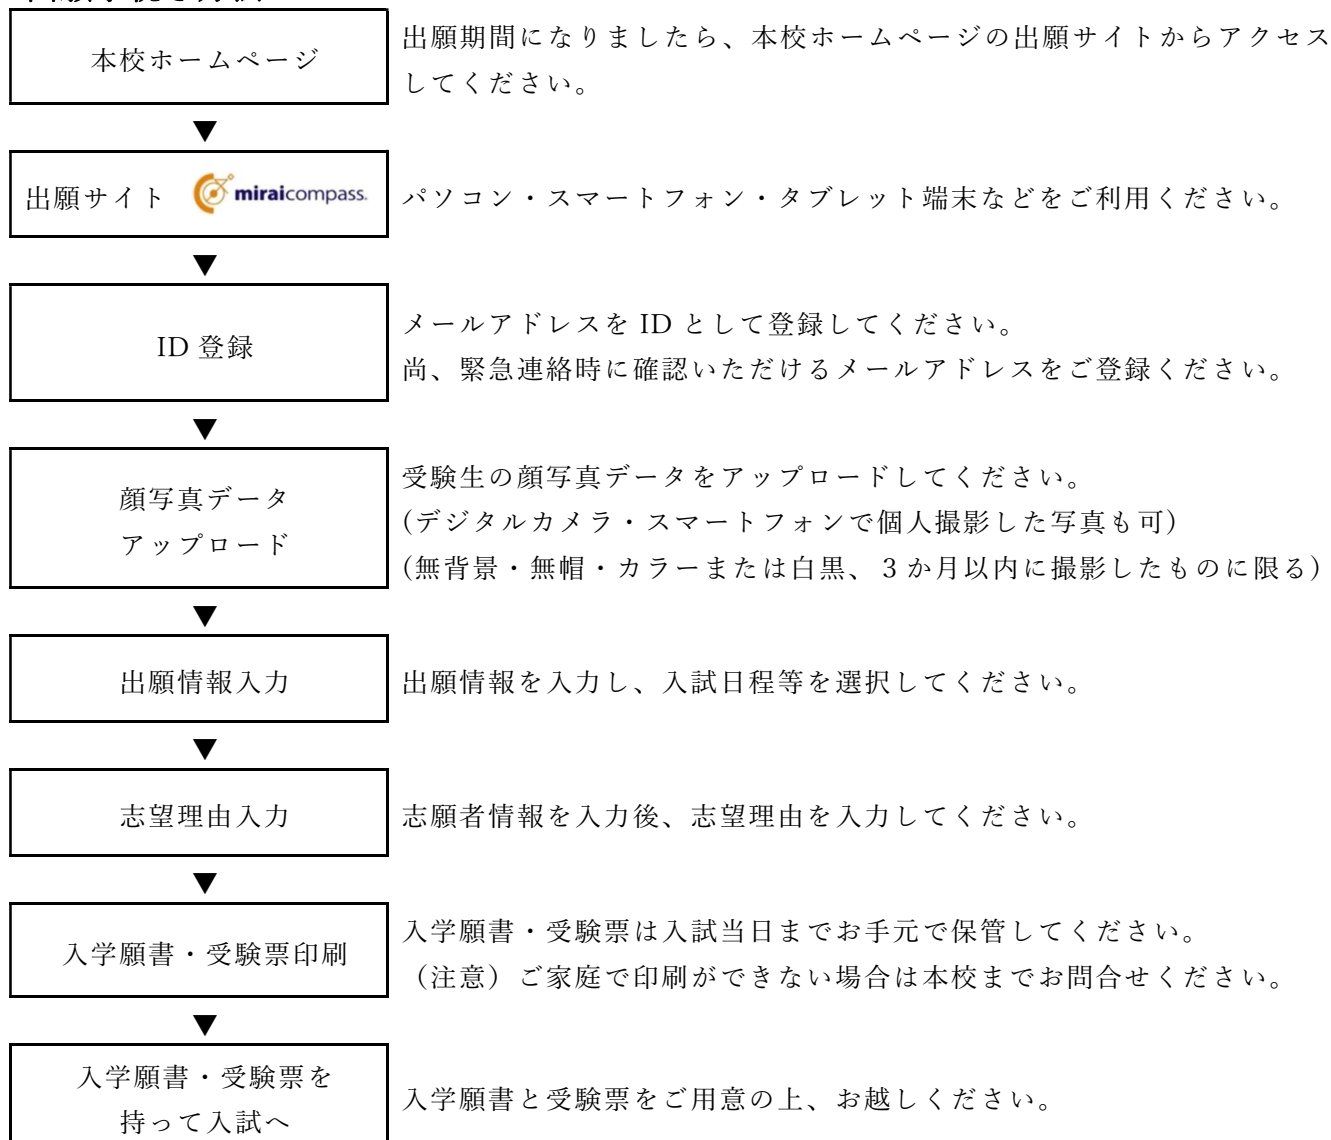 本校ホームページ
出願期間になりましたら、本校ホームページの出願サイトからアクセス
してください。
▼
出願サイト miraicompass.
パソコン・スマートフォン・タブレット端末などをご利用ください。
▼
ID 登録
メールアドレスを ID として登録してください。
尚、緊急連絡時に確認いただけるメールアドレスをご登録ください。
▼
顔写真データ
アップロード
受験生の顔写真データをアップロードしてください。
(デジタルカメラ・スマートフォンで個人撮影した写真も可)
(無背景・無帽・カラーまたは白黒、３か月以内に撮影したものに限る)
▼
出願情報入力
出願情報を入力し、入試日程等を選択してください。
▼
志望理由入力
志願者情報を入力後、志望理由を入力してください。
▼
入学願書・受験票印刷
入学願書・受験票は入試当日までお手元で保管してください。
（注意）ご家庭で印刷ができない場合は本校までお問合せください。
▼
入学願書・受験票を
持って入試へ
入学願書と受験票をご用意の上、お越しください。